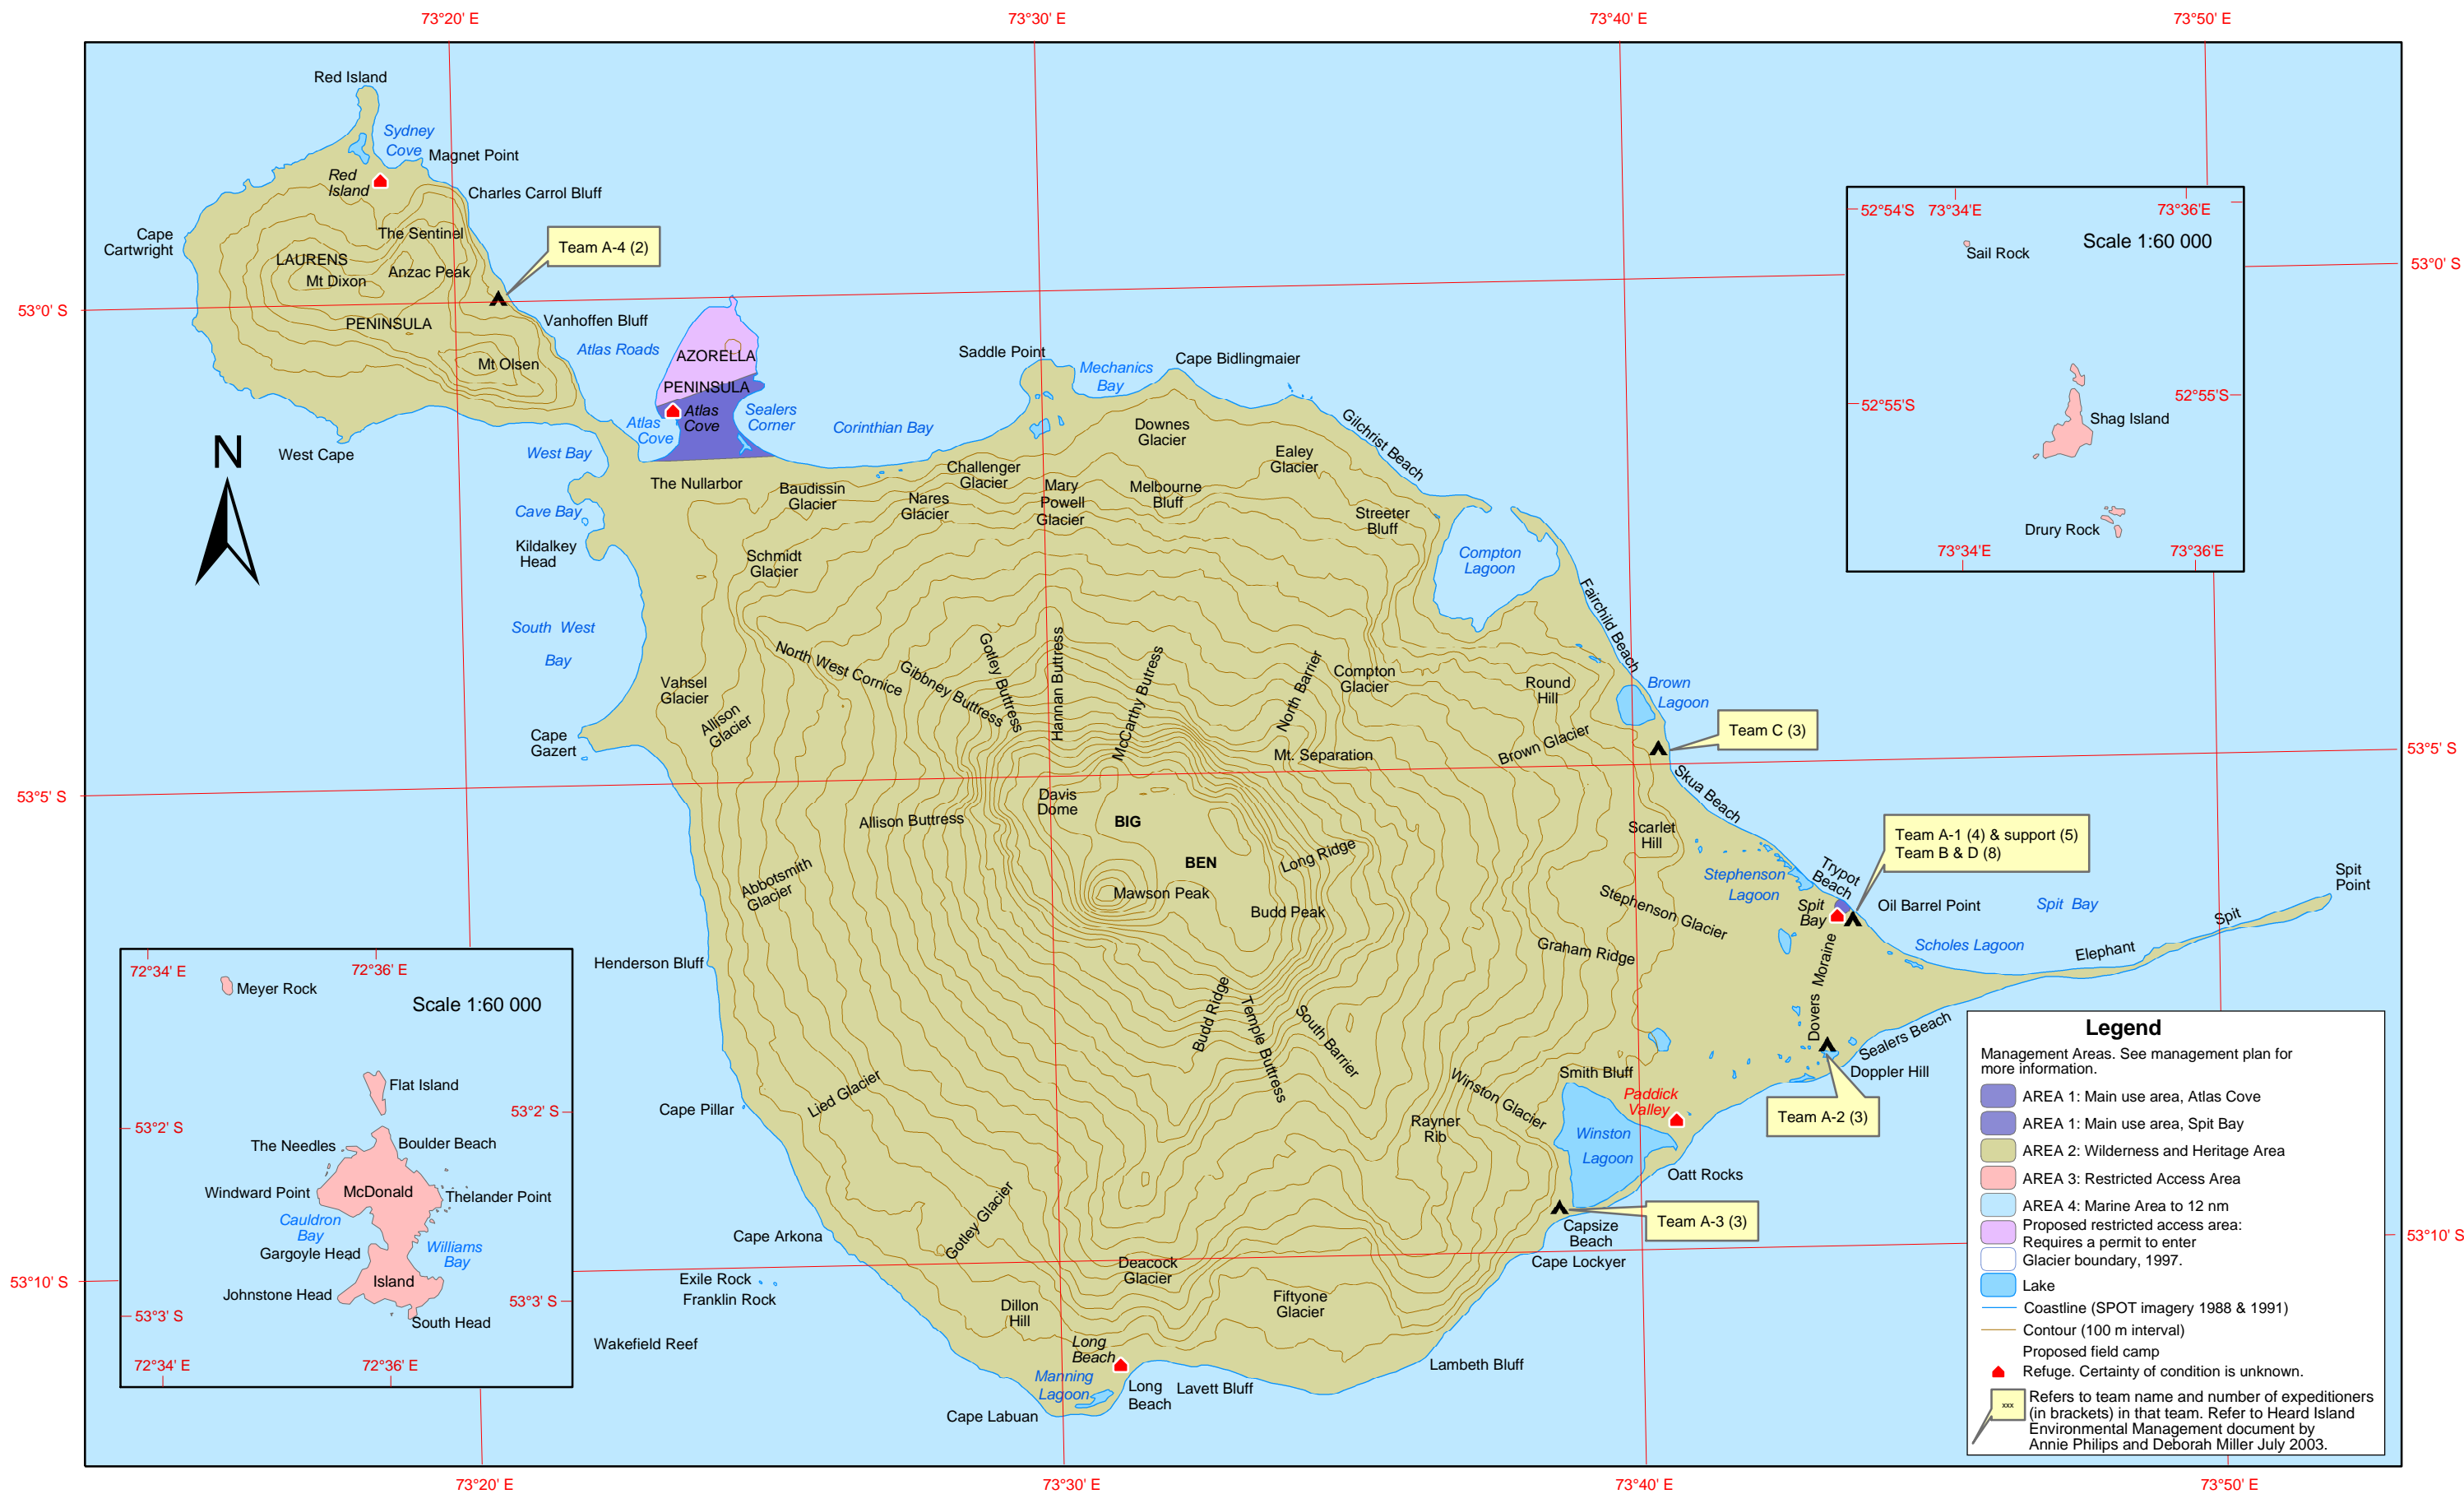 73°20' E
73°30' E
73°40' E
73°50' E
Red Island
Sydney
Cove
Magnet Point
Red
Island
Charles Carrol Bluff
Cape
Cartwright
The Sentinel
LAURENS
Anzac Peak
Mt Dixon
Team A-4 (2)
PENINSULA
Mt Olsen
Vanhoffen Bluff
Atlas Roads
AZORELLA
PENINSULA
Atlas
Cove
Atlas
Cove
Sealers
Corner
Corinthian Bay
Saddle Point
Mechanics
Bay
Cape Bidlingmaier
Gilchrist Beach
53°0' S
53°0' S
52°54'S
73°34'E
73°36'E
Scale 1:60 000
Sail Rock
52°55'S
52°55'S
Shag Island
Drury Rock
73°34'E
73°36'E
N
West Cape
West Bay
The Nullarbor
Cave Bay
Kildalkey
Head
Baudissin
Glacier
Nares
Glacier
Challenger
Glacier
Mary
Powell
Glacier
Downes
Glacier
Melbourne
Bluff
Ealey
Glacier
Streeter
Bluff
Compton
Lagoon
Schmidt
Glacier
Fairchild Beach
South West
Bay
Vahsel
Glacier
Allison
Glacier
North West Cornice
Gibbney Buttress
Gotley Buttress
Hannan Buttress
McCarthy Buttress
North Barrier
Compton
Glacier
Round
Hill
Brown
Lagoon
Cape
Gazert
Mt. Separation
Brown Glacier
Team C (3)
Skua Beach
53°5' S
53°5' S
Davis
Dome
BIG
BEN
Allison Buttress
Long Ridge
Scarlet
Hill
Team A-1 (4) & support (5)
Team B & D (8)
Abbotsmith
Glacier
Mawson Peak
Budd Peak
Stephenson Glacier
Stephenson
Lagoon
Trypot
Beach
Spit
Bay
Oil Barrel Point
Spit Bay
Spit
Point
Spit
Elephant
Scholes Lagoon
Graham Ridge
Dovers Moraine
Henderson Bluff
Budd Ridge
Temple Buttress
South Barrier
Sealers Beach
Doppler Hill
Team A-2 (3)
Smith Bluff
Paddick
Valley
Winston Glacier
Rayner
Rib
Winston
Lagoon
Oatt Rocks
Team A-3 (3)
Capsize
Beach
Cape Lockyer
Cape Pillar
Lied Glacier
Cape Arkona
Gotley Glacier
Deacock
Glacier
Fiftyone
Glacier
Exile Rock
Franklin Rock
Wakefield Reef
Dillon
Hill
Long
Beach
Manning
Lagoon
Long
Beach
Lavett Bluff
Lambeth Bluff
Cape Labuan
53°10' S
53°10' S
72°34' E
72°36' E
Meyer Rock
Scale 1:60 000
Flat Island
53°2' S
53°2' S
The Needles
Boulder Beach
Windward Point
McDonald
Thelander Point
Cauldron
Bay
Gargoyle Head
Williams
Bay
Island
Johnstone Head
53°3' S
53°3' S
South Head
72°34' E
72°36' E
Legend
Management Areas. See management plan for
more information.
AREA 1: Main use area, Atlas Cove
AREA 1: Main use area, Spit Bay
AREA 2: Wilderness and Heritage Area
AREA 3: Restricted Access Area
AREA 4: Marine Area to 12 nm
Proposed restricted access area:
Requires a permit to enter
Glacier boundary, 1997.
Lake
Coastline (SPOT imagery 1988 & 1991)
Contour (100 m interval)
Proposed field camp
Refuge. Certainty of condition is unknown.
xxx
Refers to team name and number of expeditioners
(in brackets) in that team. Refer to Heard Island
Environmental Management document by
Annie Philips and Deborah Miller July 2003.
73°20' E
73°30' E
73°40' E
73°50' E